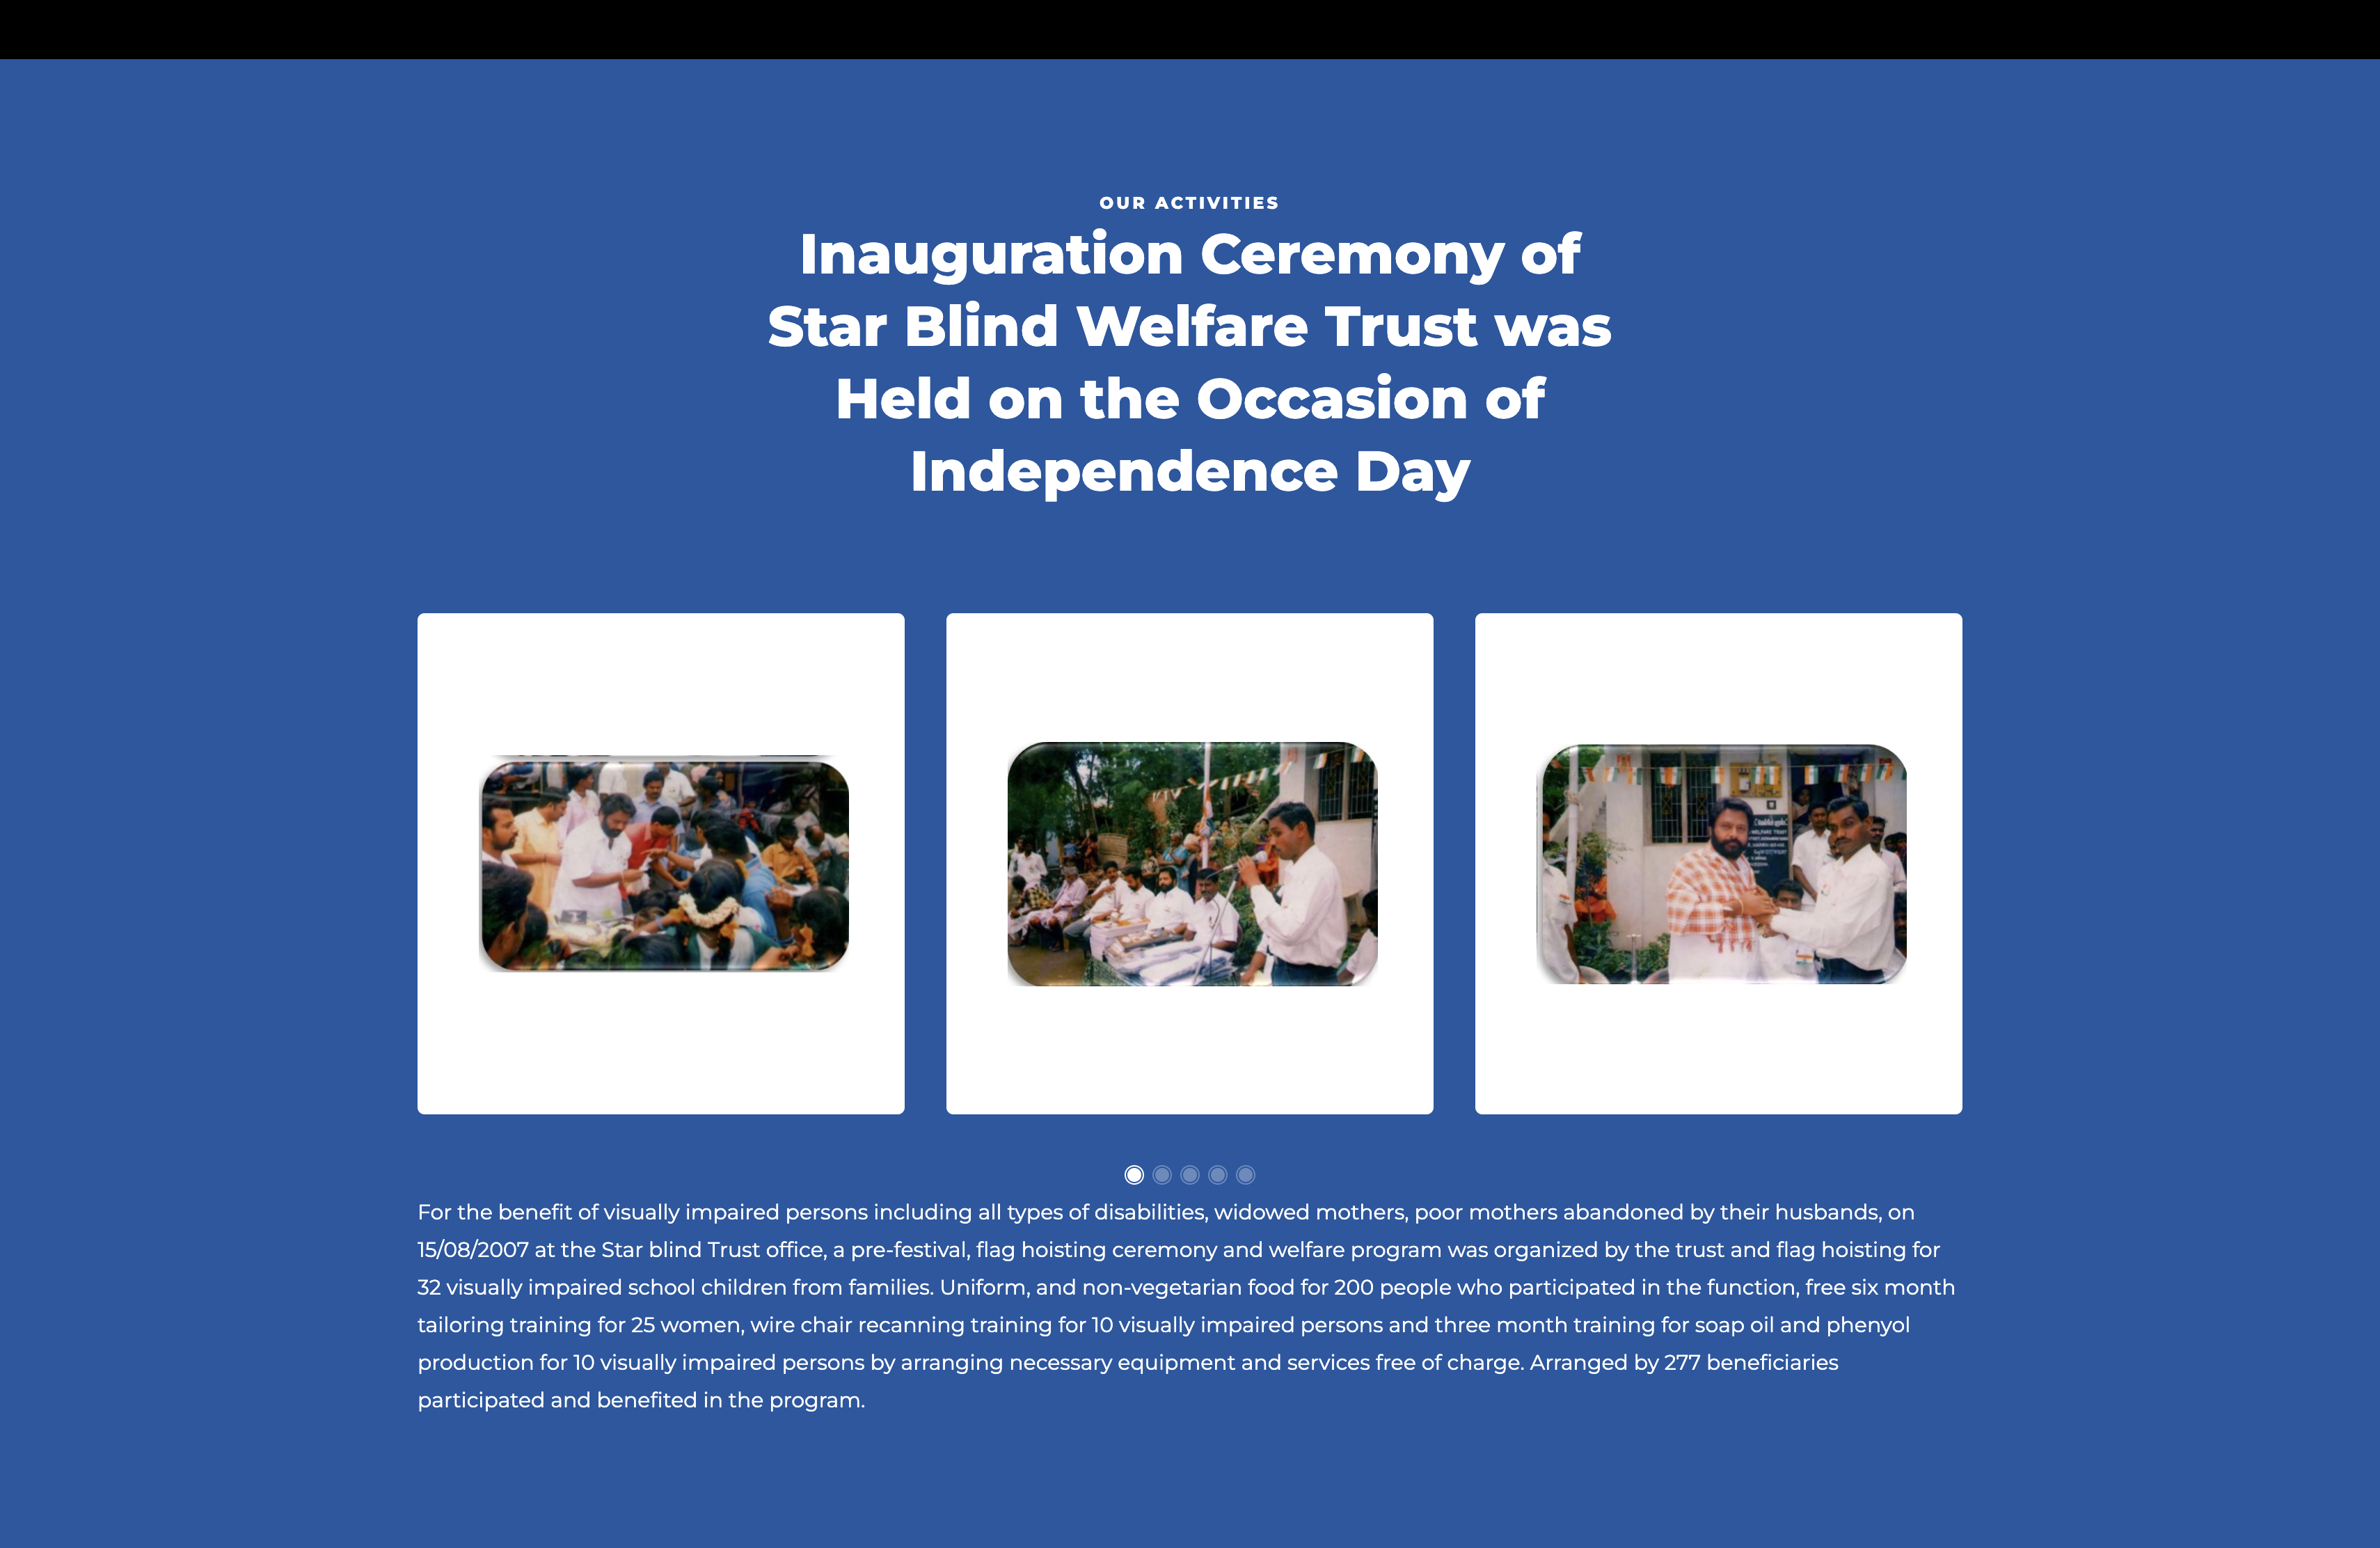 OUR ACTIVITIES
Inauguration Ceremony of
Star Blind Welfare Trust was
Held on the Occasion of
Independence Day
WELFARE TRUST
For the benefit of visually impaired persons including all types of disabilities, widowed mothers, poor mothers abandoned by their husbands, on
15/08/2007 at the Star blind Trust office, a pre-festival, flag hoisting ceremony and welfare program was organized by the trust and flag hoisting for
32 visually impaired school children from families. Uniform, and non-vegetarian food for 200 people who participated in the function, free six month
tailoring training for 25 women, wire chair recanning training for 10 visually impaired persons and three month training for soap oil and phenyol
production for 10 visually impaired persons by arranging necessary equipment and services free of charge. Arranged by 277 beneficiaries
participated and benefited in the program.